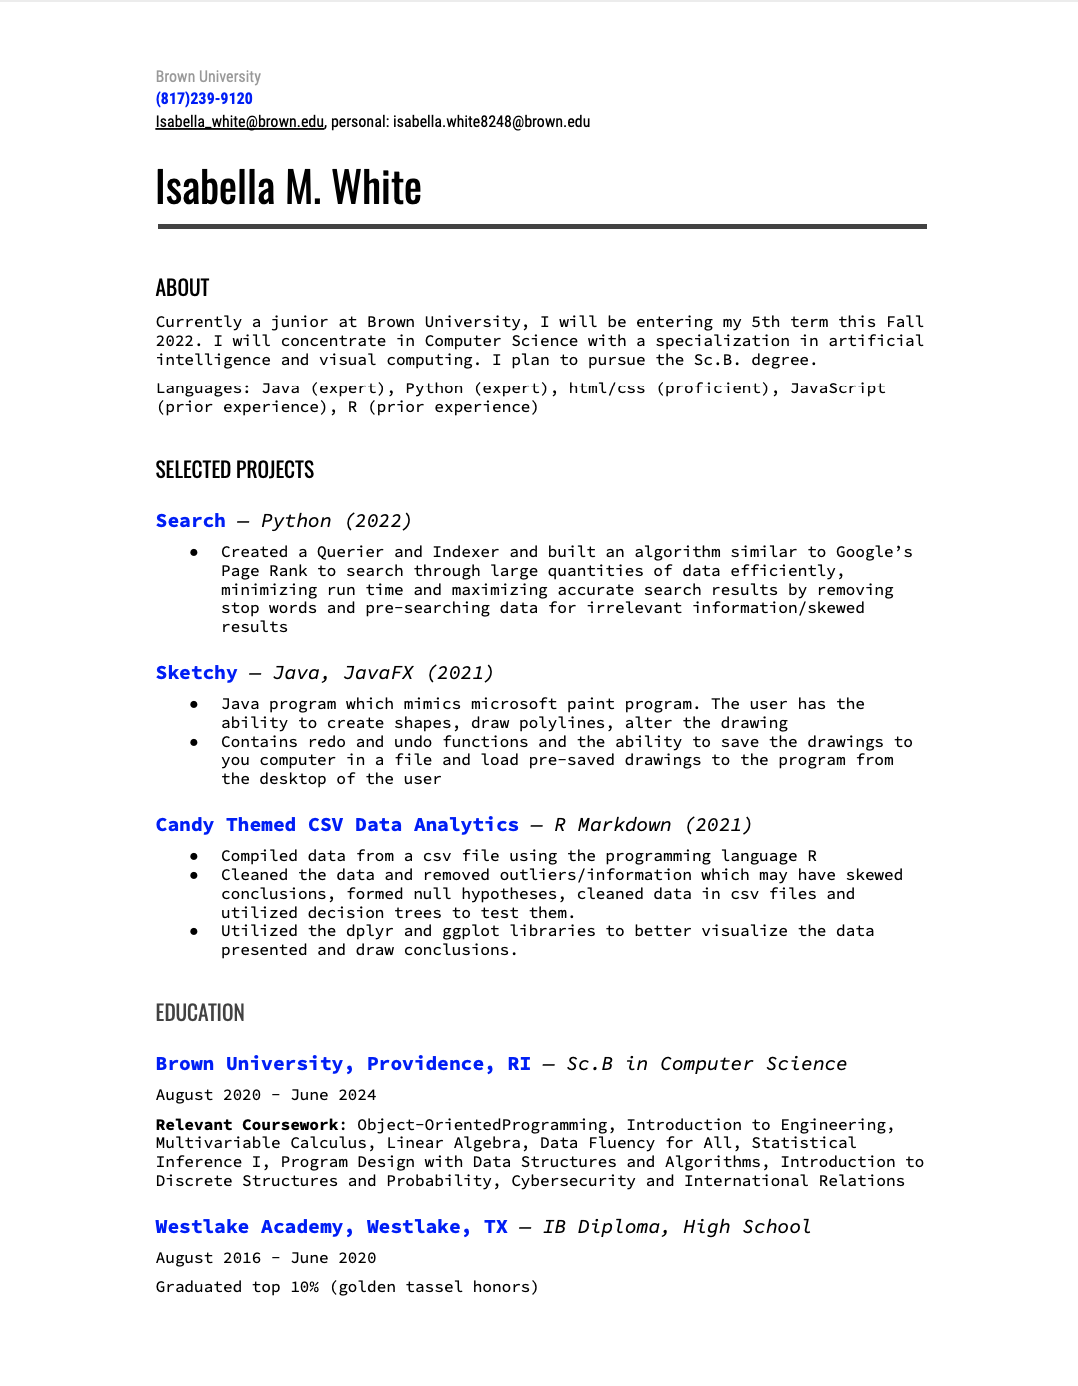 Brown University
(817)239-9120
Isabella_white@brown.edu, personal: isabella.white8248@brown.edu
Isabella M. White
ABOUT
Currently a junior at Brown University, I will be entering my 5th term this Fall
2022. I will concentrate in Computer Science with a specialization in artificial
intelligence and visual computing. I plan to pursue the Sc.B. degree.
Languages: Java (expert), Python (expert), html/css (proficient), JavaScript
(prior experience), R (prior experience)
SELECTED PROJECTS
Search — Python (2022)
● Created a Querier and Indexer and built an algorithm similar to Google’s
Page Rank to search through large quantities of data efficiently,
minimizing run time and maximizing accurate search results by removing
stop words and pre-searching data for irrelevant information/skewed
results
Sketchy — Java, JavaFX (2021)
● Java program which mimics microsoft paint program. The user has the
ability to create shapes, draw polylines, alter the drawing
● Contains redo and undo functions and the ability to save the drawings to
you computer in a file and load pre-saved drawings to the program from
the desktop of the user
Candy Themed CSV Data Analytics — R Markdown (2021)
● Compiled data from a csv file using the programming language R
● Cleaned the data and removed outliers/information which may have skewed
conclusions, formed null hypotheses, cleaned data in csv files and
utilized decision trees to test them.
● Utilized the dplyr and ggplot libraries to better visualize the data
presented and draw conclusions.
EDUCATION
Brown University, Providence, RI — Sc.B in Computer Science
August 2020 - June 2024
Relevant Coursework: Object-OrientedProgramming, Introduction to Engineering,
Multivariable Calculus, Linear Algebra, Data Fluency for All, Statistical
Inference I, Program Design with Data Structures and Algorithms, Introduction to
Discrete Structures and Probability, Cybersecurity and International Relations
Westlake Academy, Westlake, TX — IB Diploma, High School
August 2016 - June 2020
Graduated top 10% (golden tassel honors)